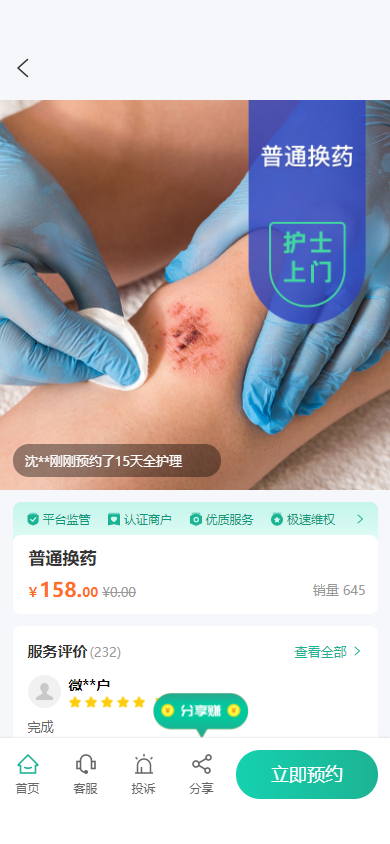 普通换药
护士
上门
沈**刚刚预约了15天全护理
平台监管 认证商户 优质服务 极速维权
普通换药
¥158.00 ¥0.00 销量 645
服务评价(232) 查看全部
微**户
分享赚
完成
首页 客服 投诉 分享 立即预约